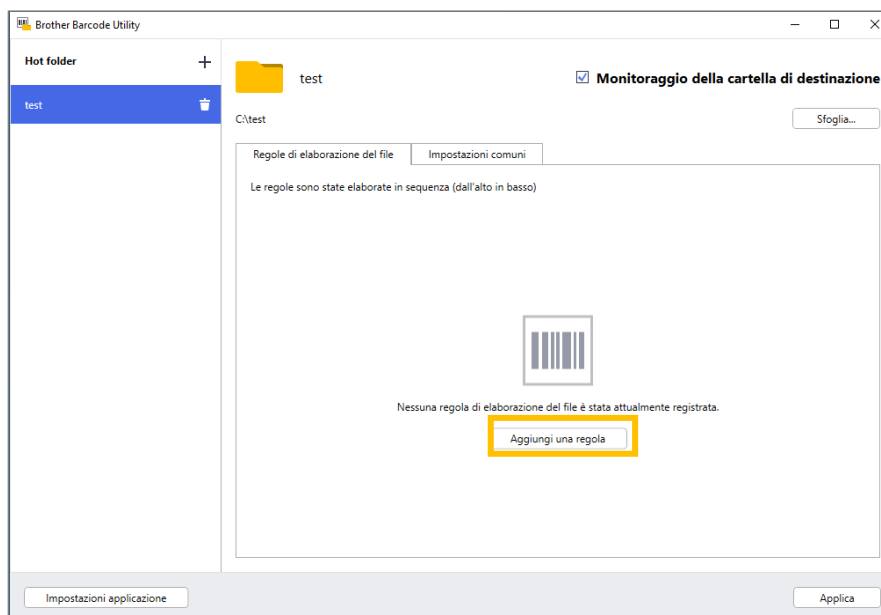 Brother Barcode Utility
Hot folder
test
test
Monitoraggio della cartella di destinazione
C:\test
Sfoglia...
Regole di elaborazione del file
Impostazioni comuni
Le regole sono state elaborate in sequenza (dall'alto in basso)
Nessuna regola di elaborazione del file è stata attualmente registrata.
Aggiungi una regola
Impostazioni applicazione
Applica